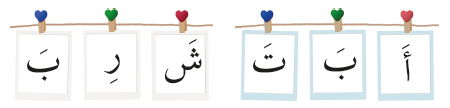 أَ بَ تَ شَ رِ بَ